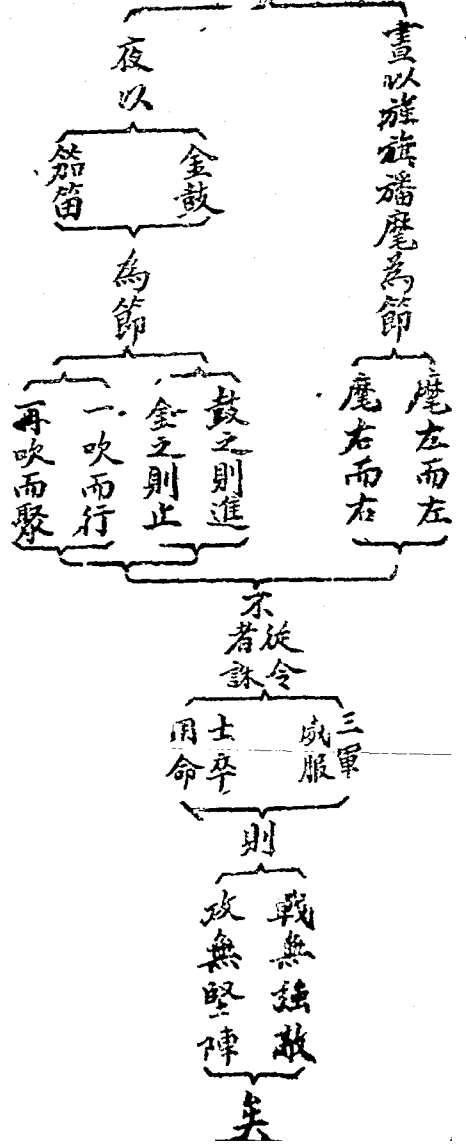 晝以旌旗旛麾為節
麾左而左
麾右而右
夜以
金鼓
笳笛
為節
鼓之則進
金之則止
一吹而行
再吹而聚
不
從令
者誅
三軍
威服
士卒
用命
則
戰無強敵
攻無堅陣
矣